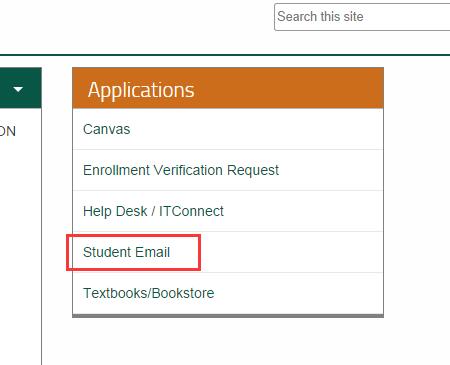 Search this site
Applications
ON
Canvas
Enrollment Verification Request
Help Desk / ITConnect
Student Email
Textbooks/Bookstore